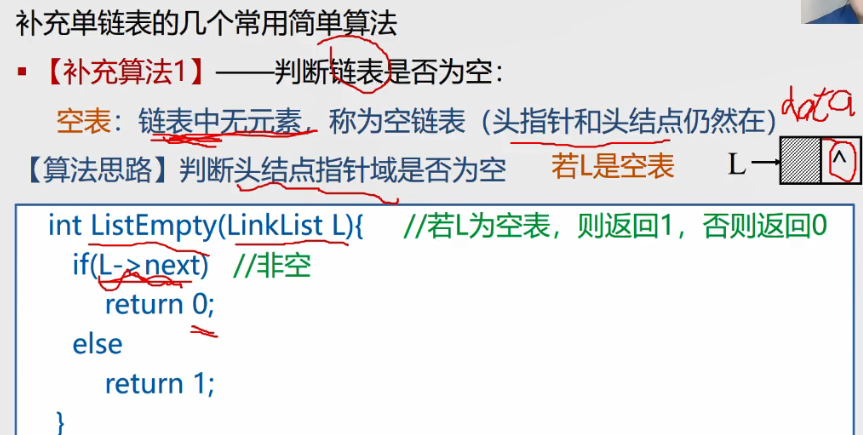 补充单链表的几个常用简单算法
▪ 【补充算法1】——判断链表是否为空:
空表:链表中无元素,称为空链表(头指针和头结点仍然在)
data
【算法思路】判断头结点指针域是否为空 若L是空表 L→ ^
int ListEmpty(LinkList L){ //若L为空表,则返回1,否则返回0
if(L->next) //非空
return 0;
else
return 1;
}